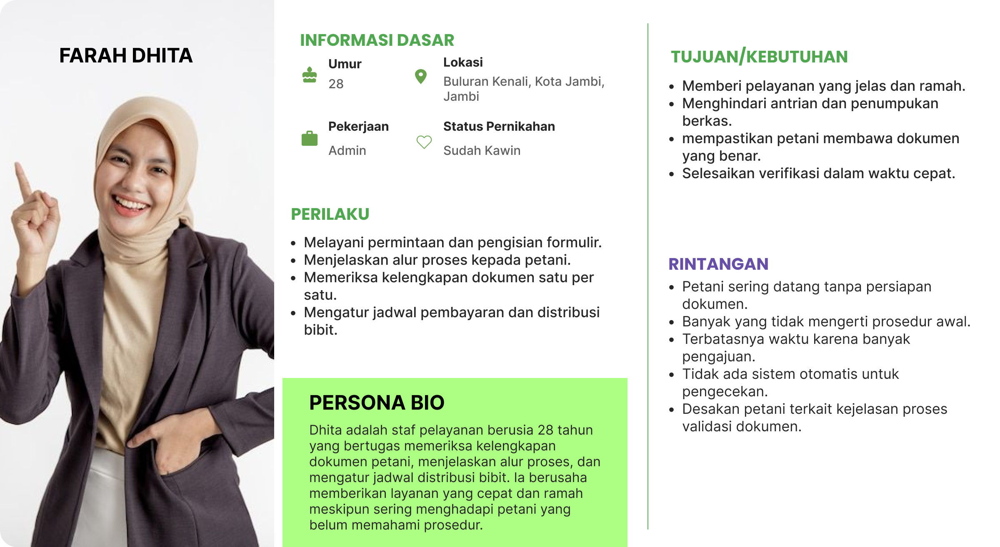 FARAH DHITA
INFORMASI DASAR
Umur
28
Lokasi
Buluran Kenali, Kota Jambi,
Jambi
Pekerjaan
Admin
Status Pernikahan
Sudah Kawin
PERILAKU
• Melayani permintaan dan pengisian formulir.
• Menjelaskan alur proses kepada petani.
• Memeriksa kelengkapan dokumen satu per
satu.
• Mengatur jadwal pembayaran dan distribusi
bibit.
PERSONA BIO
Dhita adalah staf pelayanan berusia 28 tahun
yang bertugas memeriksa kelengkapan
dokumen petani, menjelaskan alur proses, dan
mengatur jadwal distribusi bibit. Ia berusaha
memberikan layanan yang cepat dan ramah
meskipun sering menghadapi petani yang
belum memahami prosedur.
TUJUAN/KEBUTUHAN
• Memberi pelayanan yang jelas dan ramah.
• Menghindari antrian dan penumpukan
berkas.
• mempastikan petani membawa dokumen
yang benar.
• Selesaikan verifikasi dalam waktu cepat.
RINTANGAN
• Petani sering datang tanpa persiapan
dokumen.
• Banyak yang tidak mengerti prosedur awal.
• Terbatasnya waktu karena banyak
pengajuan.
• Tidak ada sistem otomatis untuk
pengecekan.
• Desakan petani terkait kejelasan proses
validasi dokumen.